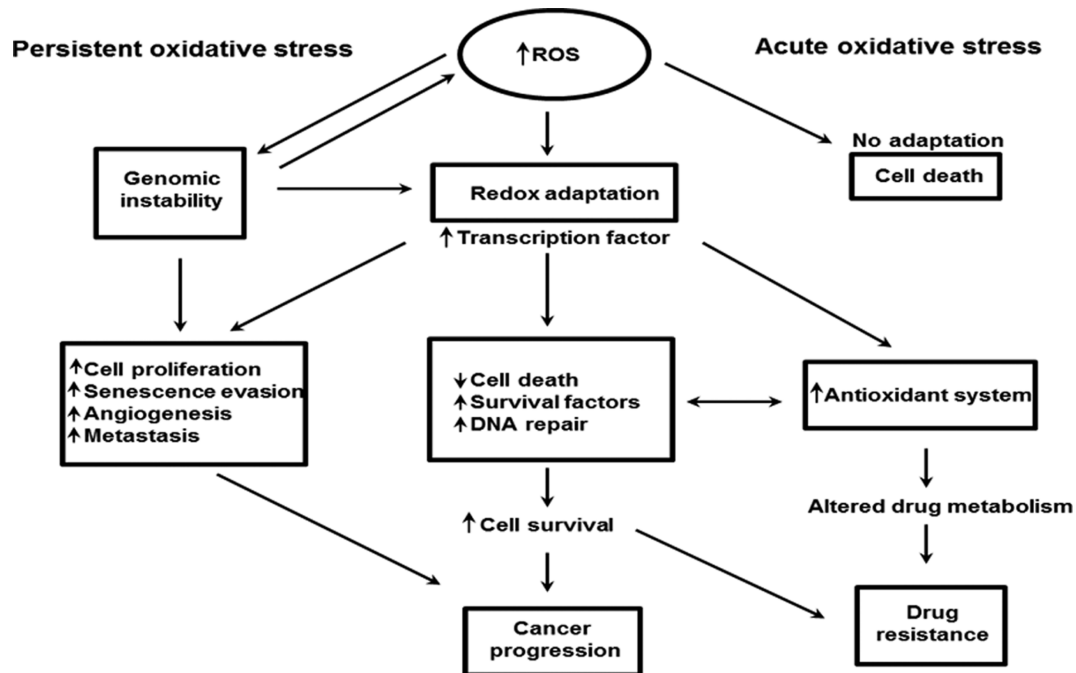 Persistent oxidative stress
↑ROS
Acute oxidative stress
No adaptation
Cell death
Genomic
instability
Redox adaptation
↑Transcription factor
↑Cell proliferation
↑Senescence evasion
↑Angiogenesis
↑Metastasis
↓Cell death
↑Survival factors
↑DNA repair
↑Antioxidant system
Altered drug metabolism
↑Cell survival
Cancer
progression
Drug
resistance